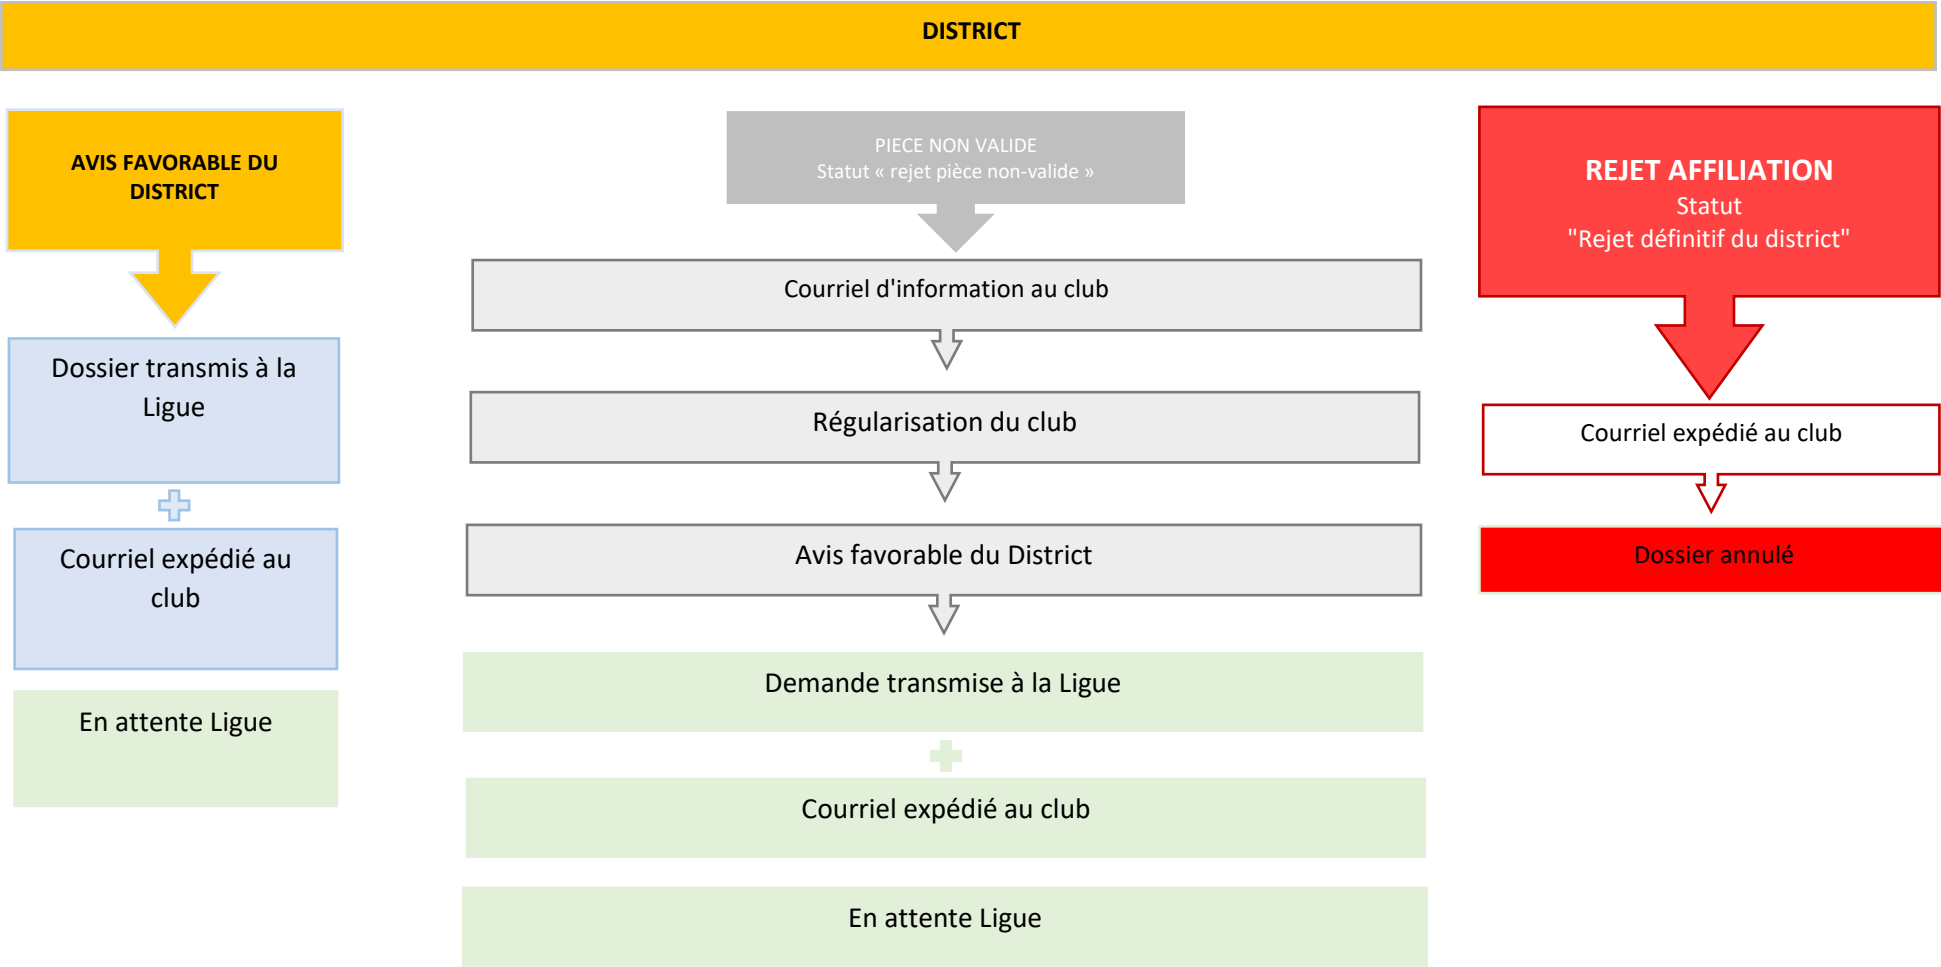 DISTRICT
AVIS FAVORABLE DU
DISTRICT
Dossier transmis à la
Ligue
Courriel expédié au
club
En attente Ligue
PIECE NON VALIDE
Statut « rejet pièce non-valide »
Courriel d'information au club
Régularisation du club
Avis favorable du District
Demande transmise à la Ligue
Courriel expédié au club
En attente Ligue
REJET AFFILIATION
Statut
"Rejet définitif du district"
Courriel expédié au club
Dossier annulé